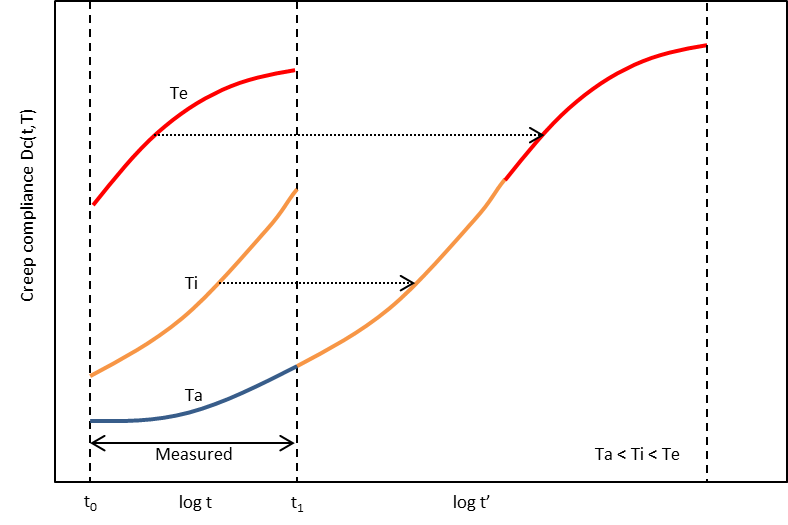 Creep compliance Dc(t,T)
Te
Ti
Ta
Measured
Ta < Ti < Te
t0
log t
t1
log t’